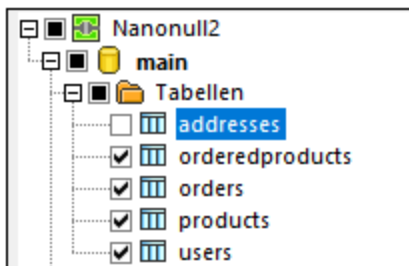 Nanonull2
main
Tabellen
addresses
orderedproducts
orders
products
users